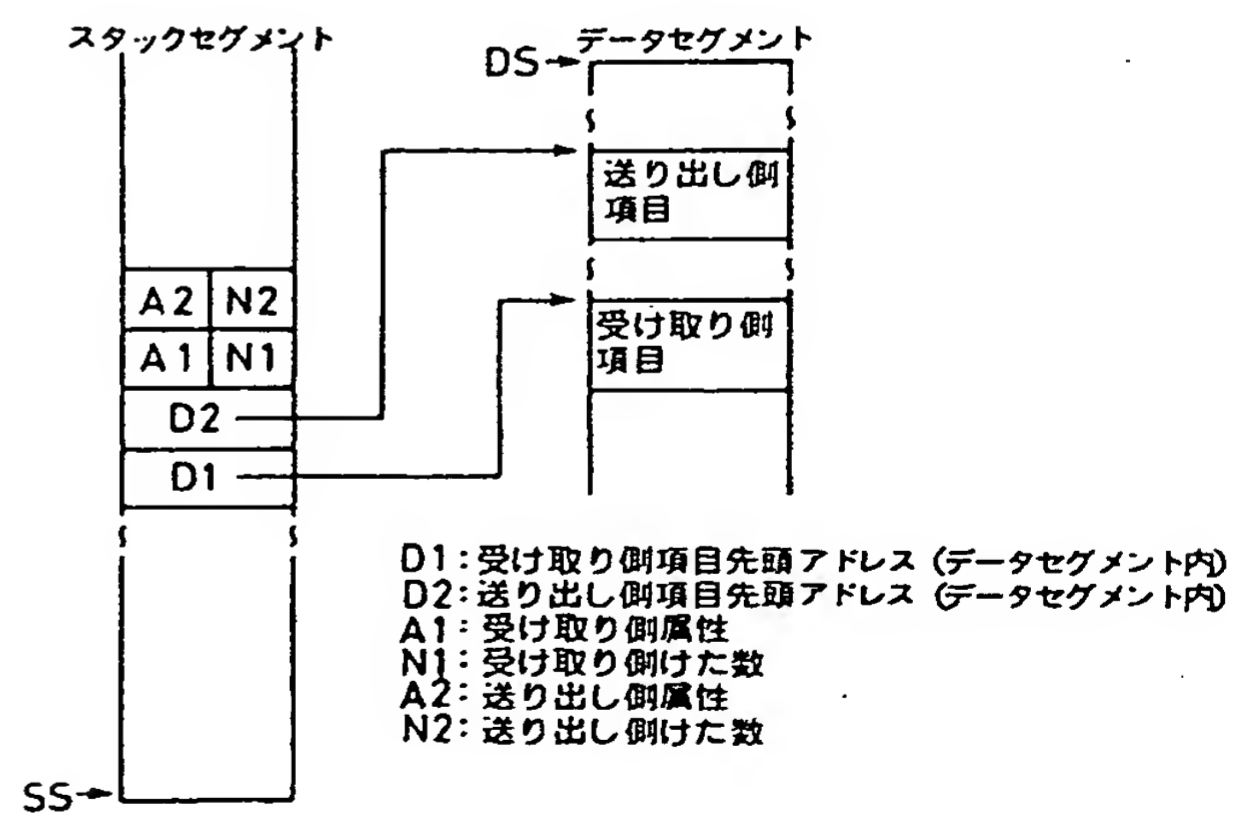 スタックセグメント
データセグメント
DS
送り出し側
項目
A2 N2
受け取り側
項目
A1 N1
D2
D1
D1:受け取り側項目先頭アドレス(データセグメント内)
D2:送り出し側項目先頭アドレス(データセグメント内)
A1:受け取り側属性
N1:受け取り側けた数
A2:送り出し側属性
N2:送り出し側けた数
SS